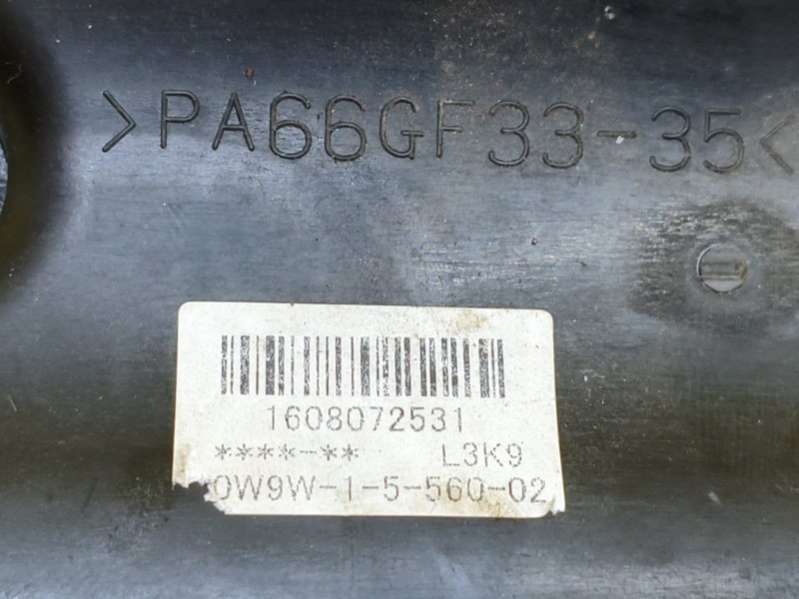 >PA66GF33-35<
1608072531
****-** L3K9
0W9W-1-5-560-02